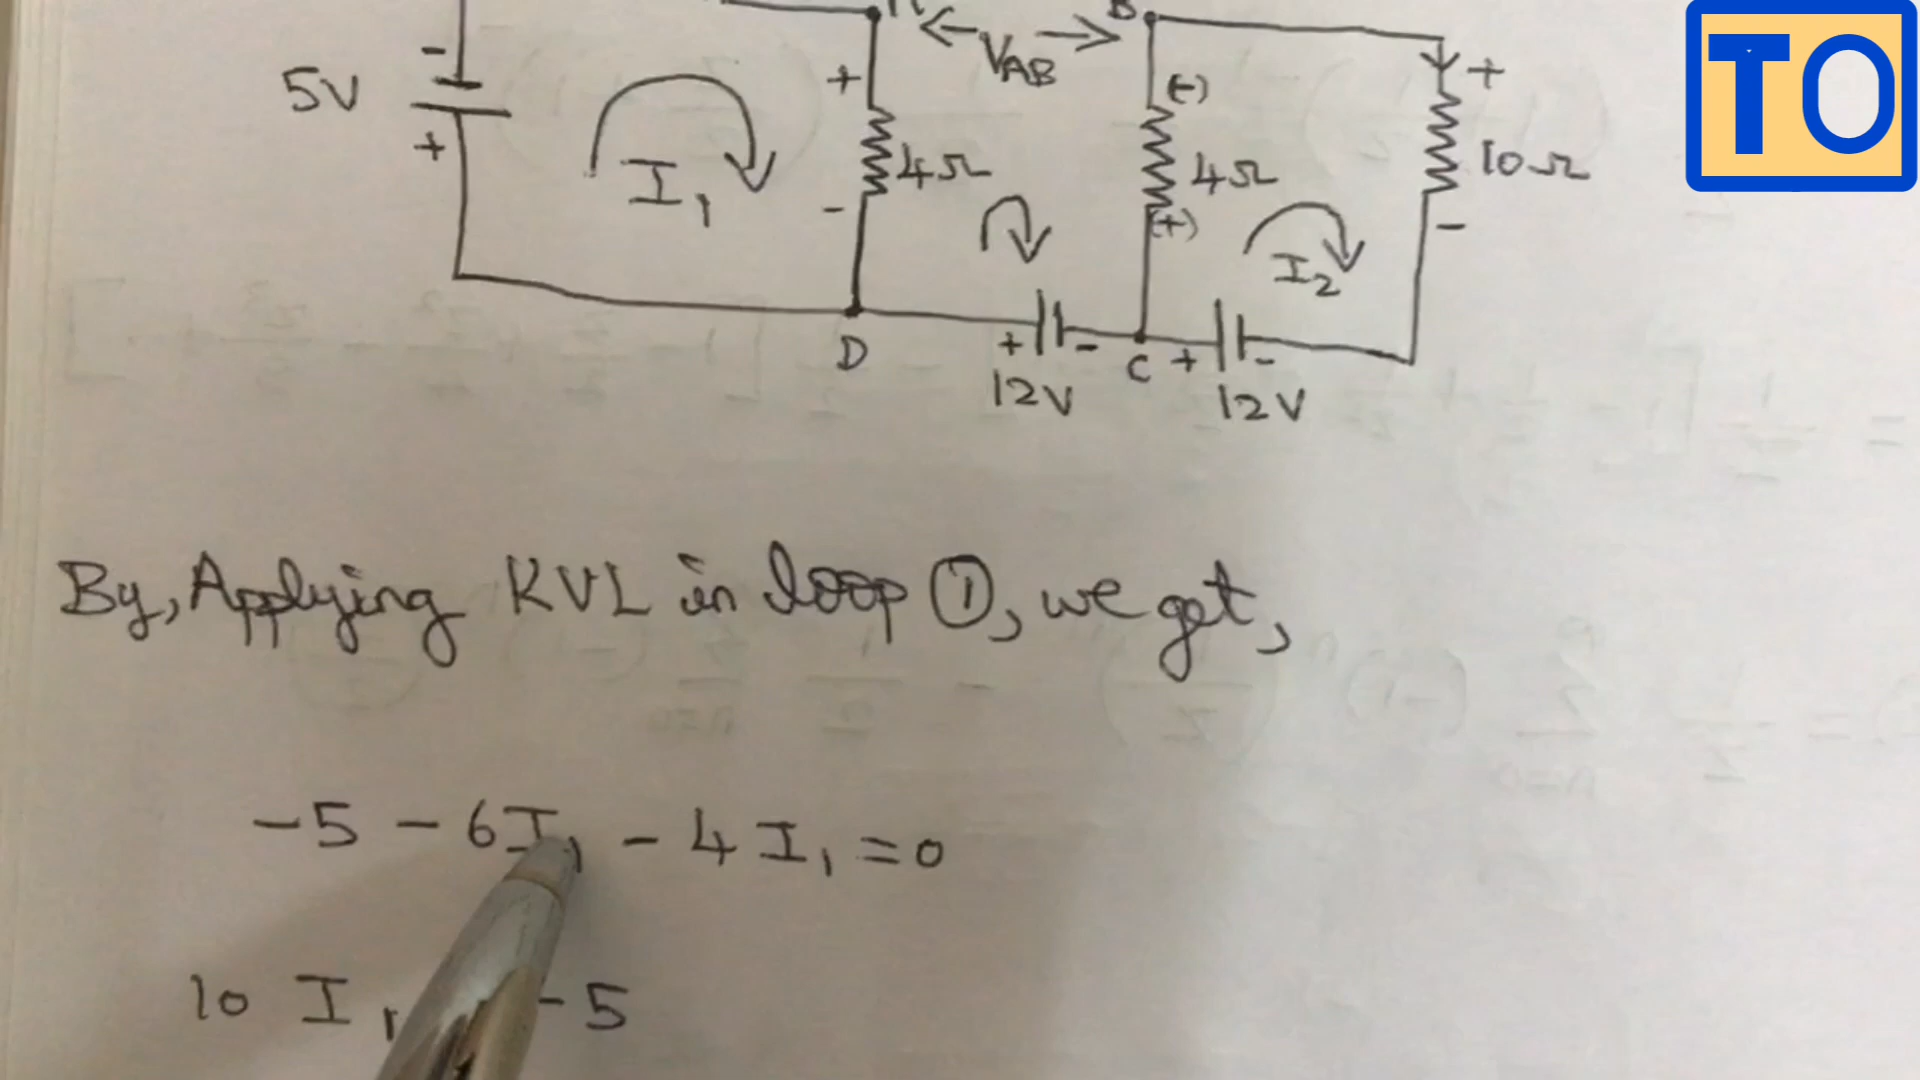 TO
B
- VAB +
5V + 4Ω (-) 4Ω 10Ω
+ I₁ - (+) I₂ -
D + - C + -
12V 12V
By, Applying KVL in loop ①, we get,
-5 - 6I₁ - 4I₁ = 0
10 I₁ -5